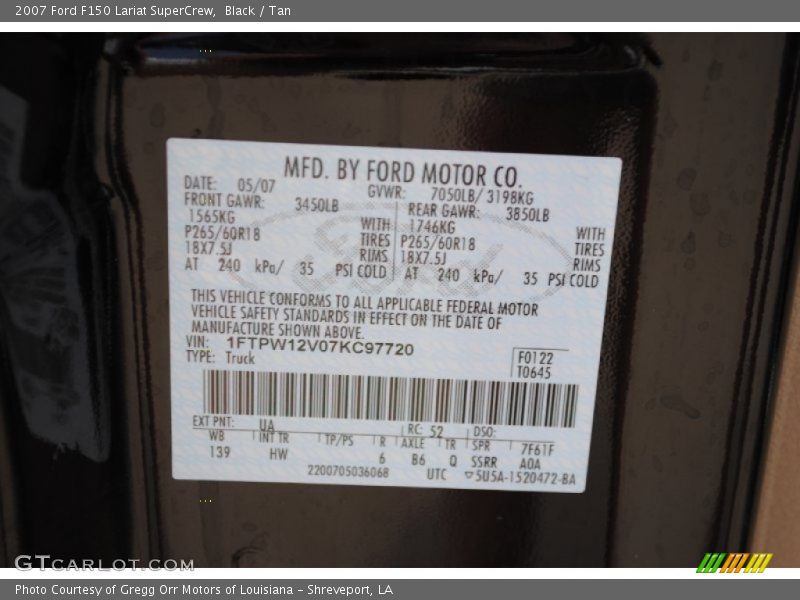 2007 Ford F150 Lariat SuperCrew,  Black / Tan
MFD. BY FORD MOTOR CO.
DATE: 05/07 GVWR: 7050LB/ 3198KG
FRONT GAWR: 3450LB REAR GAWR: 3850LB
1565KG WITH 1746KG WITH
P265/60R18 TIRES P265/60R18 TIRES
18X7.5J RIMS 18X7.5J RIMS
AT 240 kPa/ 35 PSI COLD AT 240 kPa/ 35 PSI COLD
Ford
THIS VEHICLE CONFORMS TO ALL APPLICABLE FEDERAL MOTOR
VEHICLE SAFETY STANDARDS IN EFFECT ON THE DATE OF
MANUFACTURE SHOWN ABOVE.
VIN: 1FTPW12V07KC97720
TYPE: Truck
F0122
T0645
EXT PNT: UA RC: 52 DSO:
WB INT TR TP/PS R AXLE TR SPR 7F61F
139 HW 6 B6 Q SSRR A0A
2200705036068 UTC ▽5U5A-1520472-BA
GTCARLOT.COM
Photo Courtesy of Gregg Orr Motors of Louisiana – Shreveport, LA